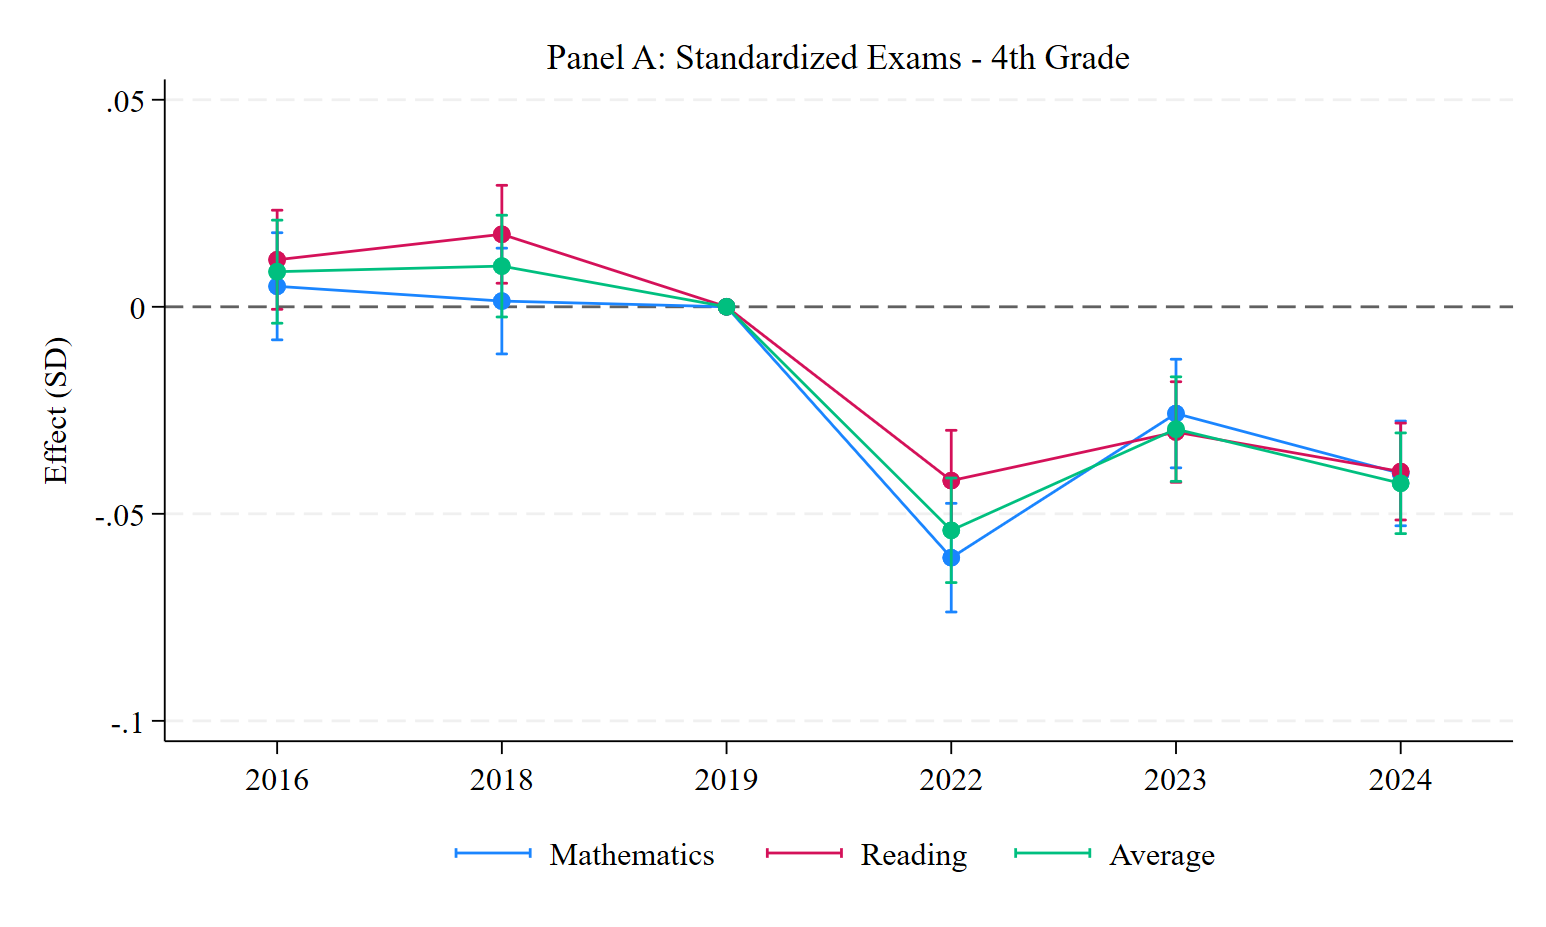 Panel A: Standardized Exams - 4th Grade
.05
0
-.05
-.1
Effect (SD)
2016 2018 2019 2022 2023 2024
Mathematics Reading Average